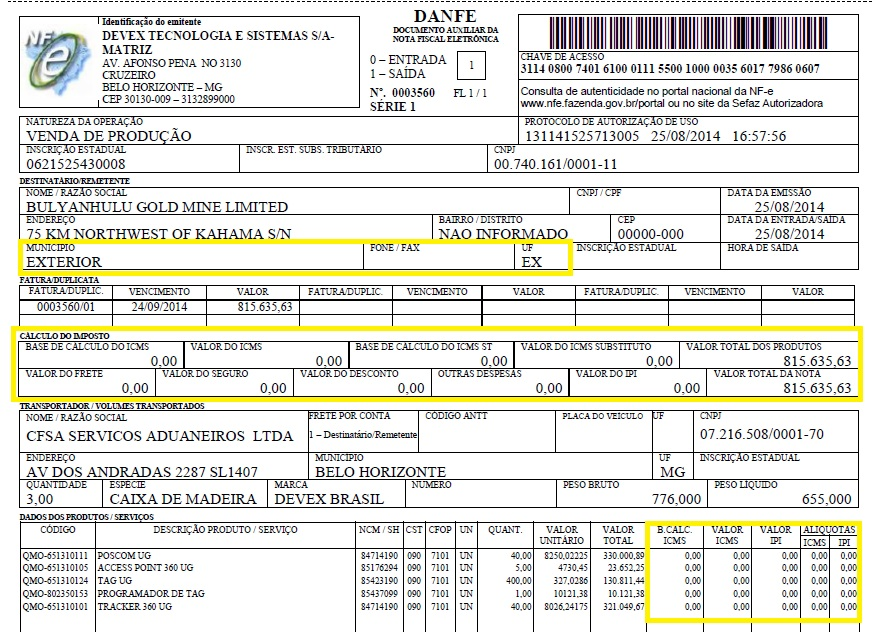 NF
e
Identificação do emitente
DEVEX TECNOLOGIA E SISTEMAS S/A-
MATRIZ
AV. AFONSO PENA NO 3130
CRUZEIRO
BELO HORIZONTE – MG
CEP 30130-009 – 3132899000
DANFE
DOCUMENTO AUXILIAR DA
NOTA FISCAL ELETRÔNICA
0 – ENTRADA
1 – SAÍDA
1
Nº. 0003560 FL 1 / 1
SÉRIE 1
CHAVE DE ACESSO
3114 0800 7401 6100 0111 5500 1000 0035 6017 7986 0607
Consulta de autenticidade no portal nacional da NF-e
www.nfe.fazenda.gov.br/portal ou no site da Sefaz Autorizadora
NATUREZA DA OPERAÇÃO PROTOCOLO DE AUTORIZAÇÃO DE USO
VENDA DE PRODUÇÃO 131141525713005 25/08/2014 16:57:56
INSCRIÇÃO ESTADUAL INSCR. EST. SUBS. TRIBUTÁRIO CNPJ
0621525430008 00.740.161/0001-11
DESTINATÁRIO/REMETENTE
NOME / RAZÃO SOCIAL CNPJ / CPF DATA DA EMISSÃO
BULYANHULU GOLD MINE LIMITED 25/08/2014
ENDEREÇO BAIRRO / DISTRITO CEP DATA DA ENTRADA/SAÍDA
75 KM NORTHWEST OF KAHAMA S/N NAO INFORMADO 00000-000 25/08/2014
MUNICIPIO FONE / FAX UF INSCRIÇÃO ESTADUAL HORA DE SAÍDA
EXTERIOR EX
FATURA/DUPLICATA
FATURA/DUPLIC. VENCIMENTO VALOR FATURA/DUPLIC. VENCIMENTO VALOR FATURA/DUPLIC. VENCIMENTO VALOR
0003560/01 24/09/2014 815.635,63
CÁLCULO DO IMPOSTO
BASE DE CÁLCULO DO ICMS VALOR DO ICMS BASE DE CÁLCULO DO ICMS ST VALOR DO ICMS SUBSTITUTO VALOR TOTAL DOS PRODUTOS
0,00 0,00 0,00 0,00 815.635,63
VALOR DO FRETE VALOR DO SEGURO VALOR DO DESCONTO OUTRAS DESPESAS VALOR DO IPI VALOR TOTAL DA NOTA
0,00 0,00 0,00 0,00 0,00 815.635,63
TRANSPORTADOR / VOLUMES TRANSPORTADOS
NOME / RAZÃO SOCIAL FRETE POR CONTA CÓDIGO ANTT PLACA DO VEÍCULO UF CNPJ
CFSA SERVICOS ADUANEIROS LTDA 1 – Destinatário/Remetente 07.216.508/0001-70
ENDEREÇO MUNICÍPIO UF INSCRIÇÃO ESTADUAL
AV DOS ANDRADAS 2287 SL1407 BELO HORIZONTE MG
QUANTIDADE ESPÉCIE MARCA NUMERO PESO BRUTO PESO LÍQUIDO
3,00 CAIXA DE MADEIRA DEVEX BRASIL 776,000 655,000
DADOS DOS PRODUTOS / SERVIÇOS
CÓDIGO DESCRIÇÃO PRODUTO / SERVIÇO NCM / SH CST CFOP UN QUANT. VALOR UNITÁRIO VALOR TOTAL B.CALC. ICMS VALOR ICMS VALOR IPI ALIQUOTAS ICMS IPI
QMO-651310111 POSCOM UG 84714190 090 7101 UN 40,00 8250,02225 330.000,89 0,00 0,00 0,00 0,00 0,00
QMO-651310105 ACCESS POINT 360 UG 85176294 090 7101 UN 5,00 4730,45 23.652,25 0,00 0,00 0,00 0,00 0,00
QMO-651310124 TAG UG 85423190 090 7101 UN 400,00 327,0286 130.811,44 0,00 0,00 0,00 0,00 0,00
QMO-802350153 PROGRAMADOR DE TAG 85437099 090 7101 UN 1,00 10121,38 10.121,38 0,00 0,00 0,00 0,00 0,00
QMO-651310101 TRACKER 360 UG 84714190 090 7101 UN 40,00 8026,24175 321.049,67 0,00 0,00 0,00 0,00 0,00